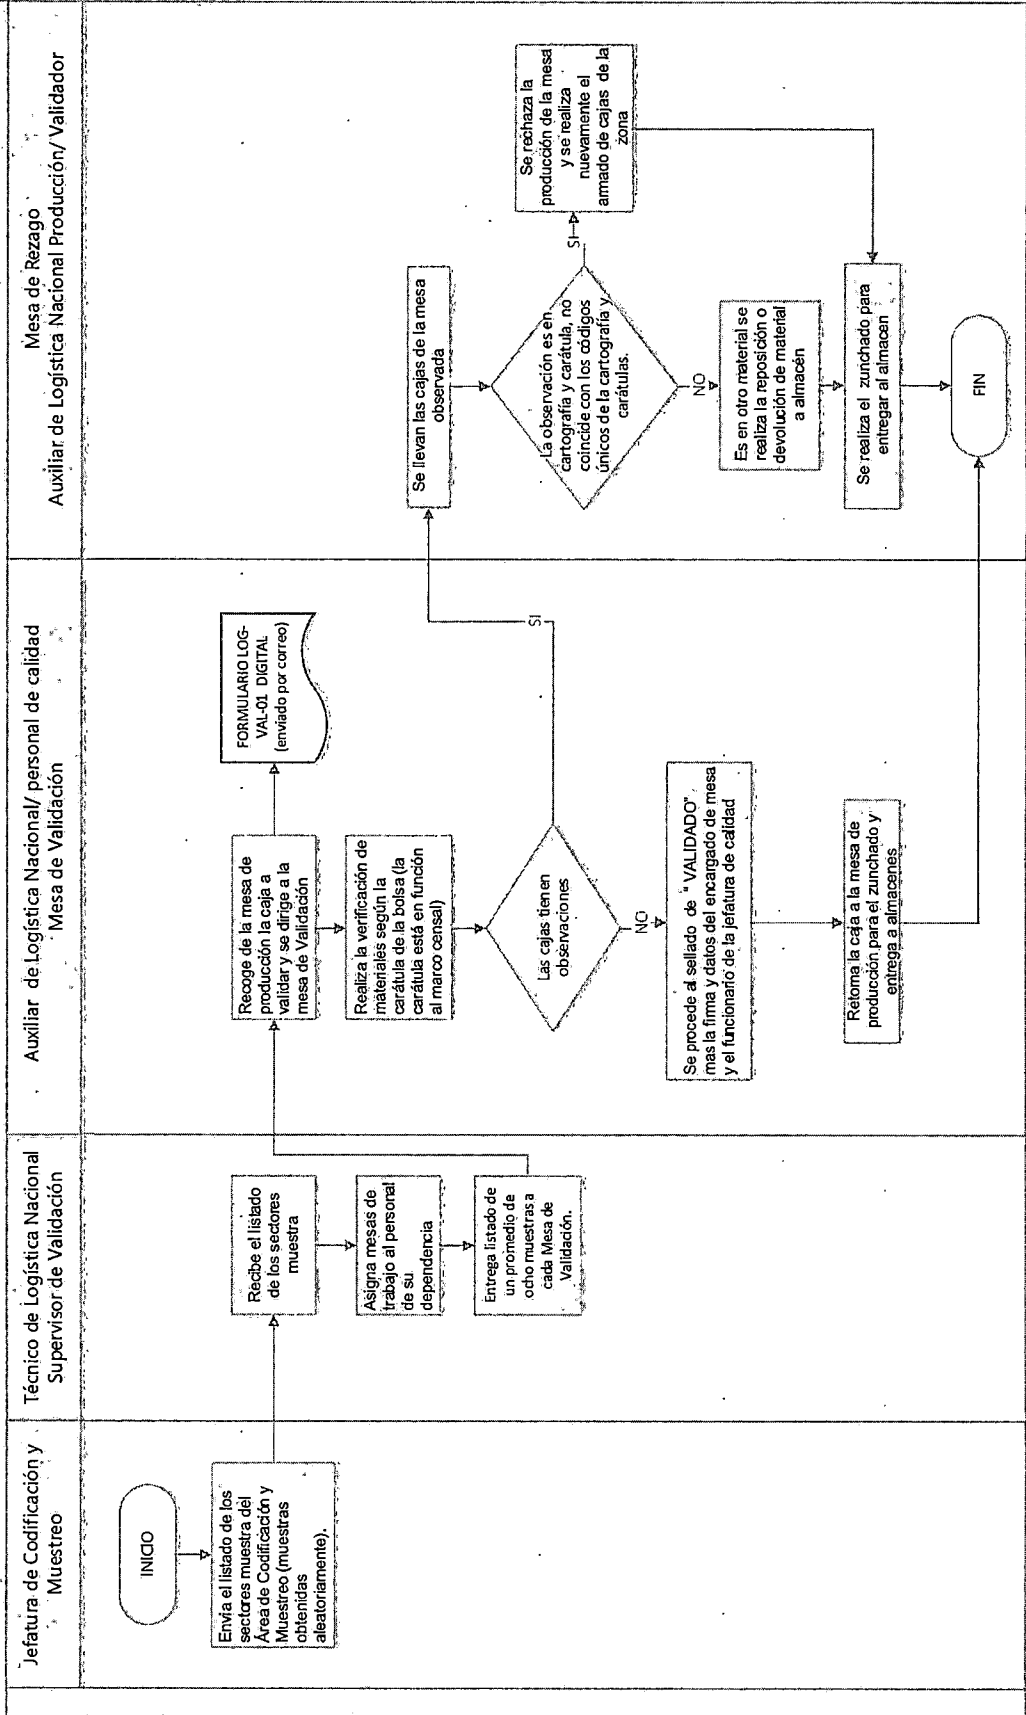 Jefatura de Codificación y
Muestreo
INICIO
Envia el listado de los
sectores muestra del
Área de Codificación y
Muestreo (muestras
obtenidas
aleatoriamente).
Técnico de Logística Nacional
Supervisor de Validación
Recibe el listado
de los sectores
muestra
Asigna mesas de
trabajo al personal
de su
dependencia
Entrega listado de
un promedio de
ocho muestras a
cada Mesa de
Validación.
Auxiliar de Logística Nacional/ personal de calidad
Mesa de Validación
Recoge de la mesa de
producción la caja a
validar y se dirige a la
mesa de Validación
FORMULARIO LOG-
VAL-01 DIGITAL
(enviado por correo)
Realiza la verificación de
materiales según la
carátula de la bolsa (la
carátula está en función
al marco censal)
Las cajas tienen
observaciones
SI
NO
Se procede al sellado de " VALIDADO"
mas la firma y datos del encargado de mesa
y el funcionario de la jefatura de calidad
Retorna la caja a la mesa de
producción para el zunchado y
entrega a almacenes
Mesa de Rezago
Auxiliar de Logística Nacional Producción/ Validador
Se llevan las cajas de la mesa
observada
La observación es en
cartografía y carátula, no
coincide con los códigos
únicos de la cartografía y
carátulas.
SI
Se rechaza la
producción de la mesa
y se realiza
nuevamente el
armado de cajas de la
zona
NO
Es en otro material se
realiza la reposición o
devolución de material
a almacén
Se realiza el zunchado para
entregar al almacen
FIN